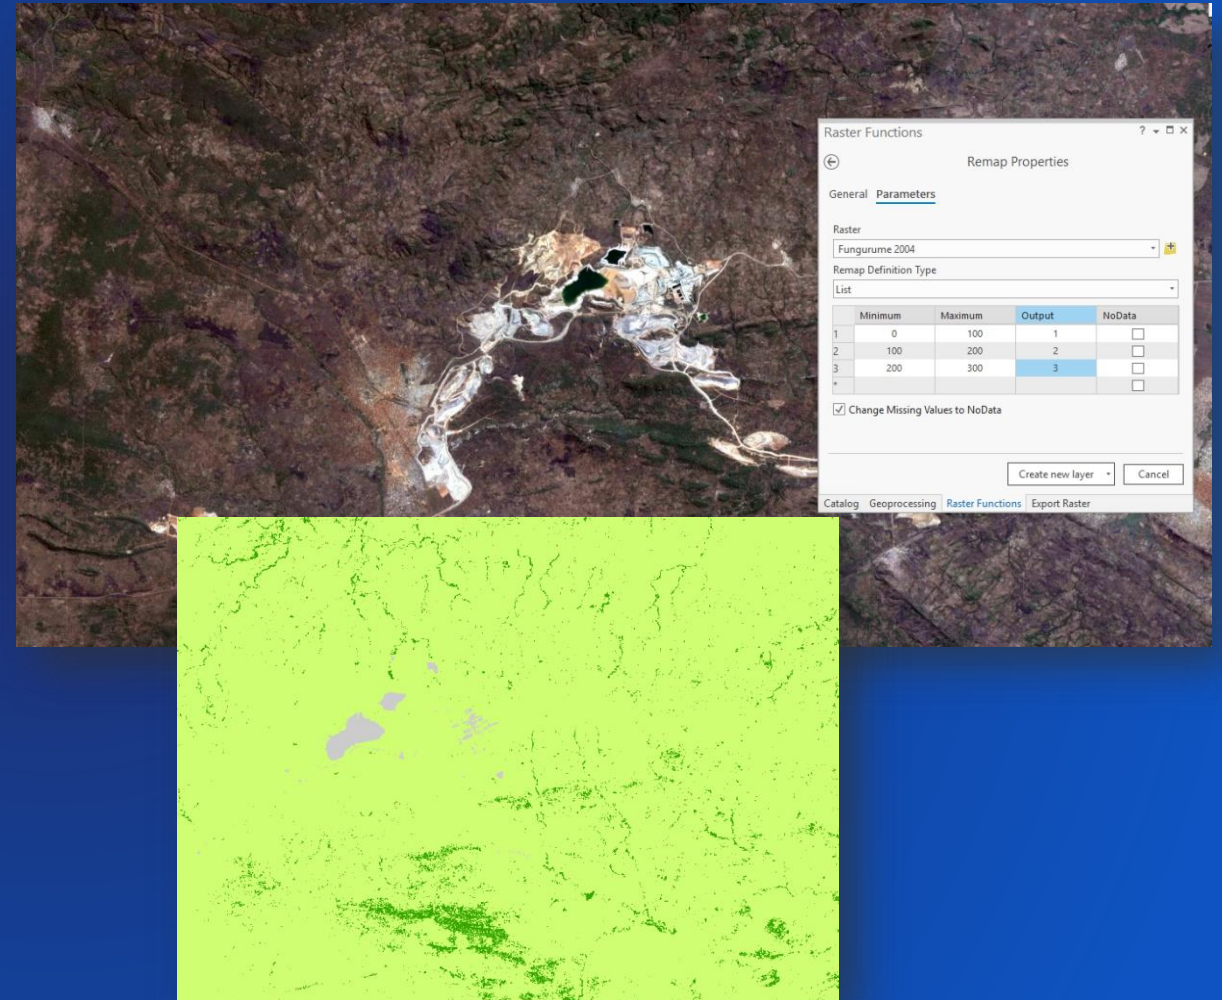 Raster Functions ?
Remap Properties
General Parameters
Raster
Fungurume 2004
Remap Definition Type
List
Minimum Maximum Output NoData
1 0 100 1
2 100 200 2
3 200 300 3
*
Change Missing Values to NoData
Create new layer Cancel
Catalog Geoprocessing Raster Functions Export Raster